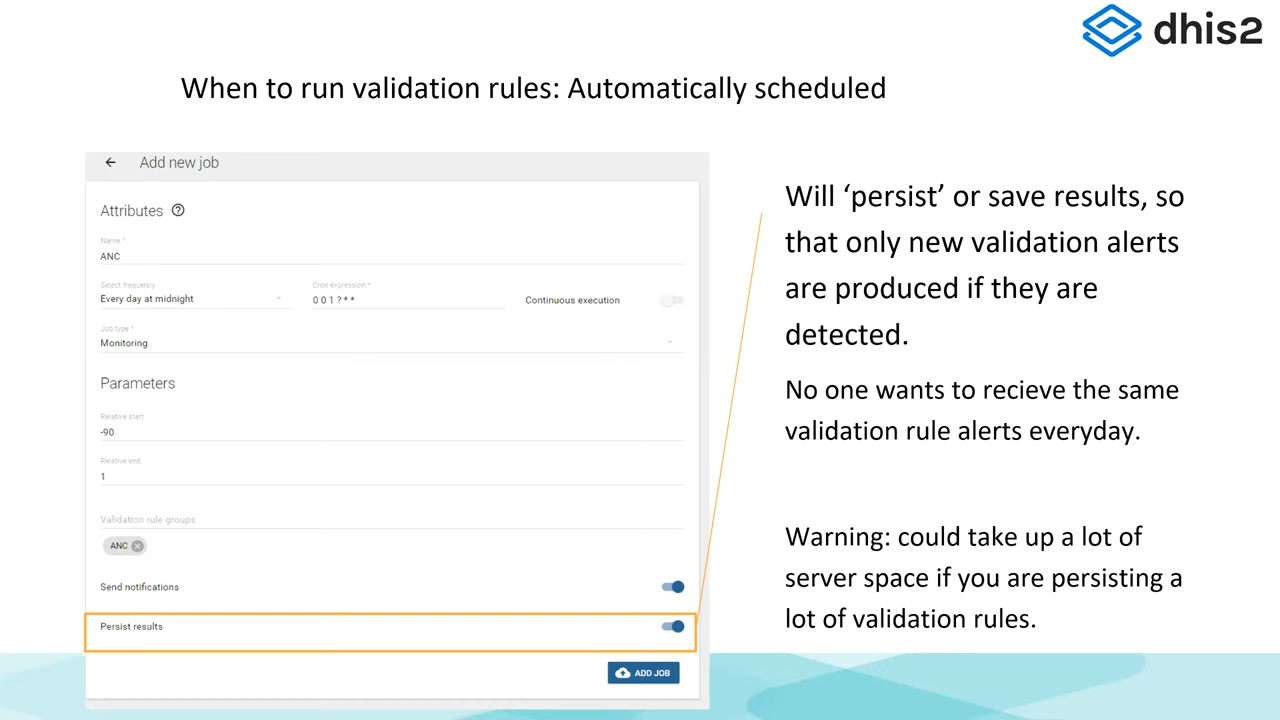 dhis2
When to run validation rules: Automatically scheduled
Add new job
Attributes
Name *
ANC
Select frequency
Cron expression *
Every day at midnight
0 0 1 ? * *
Continuous execution
Job type *
Monitoring
Parameters
Relative start
-90
Relative end
1
Validation rule groups
ANC
Send notifications
Persist results
ADD JOB
Will ‘persist’ or save results, so
that only new validation alerts
are produced if they are
detected.
No one wants to recieve the same
validation rule alerts everyday.
Warning: could take up a lot of
server space if you are persisting a
lot of validation rules.